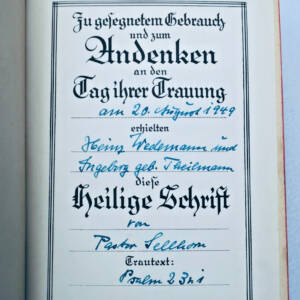 Zu gesegnetem Gebrauch
und zum
Andenken
an den
Tag ihrer Trauung
am 20. August 1949
erhielten
Heinz Wedemann und
Ingeborg geb. Theilmann
diese
Heilige Schrift
von
Pastor Sellhorn
Trautext:
Psalm 23 v 1